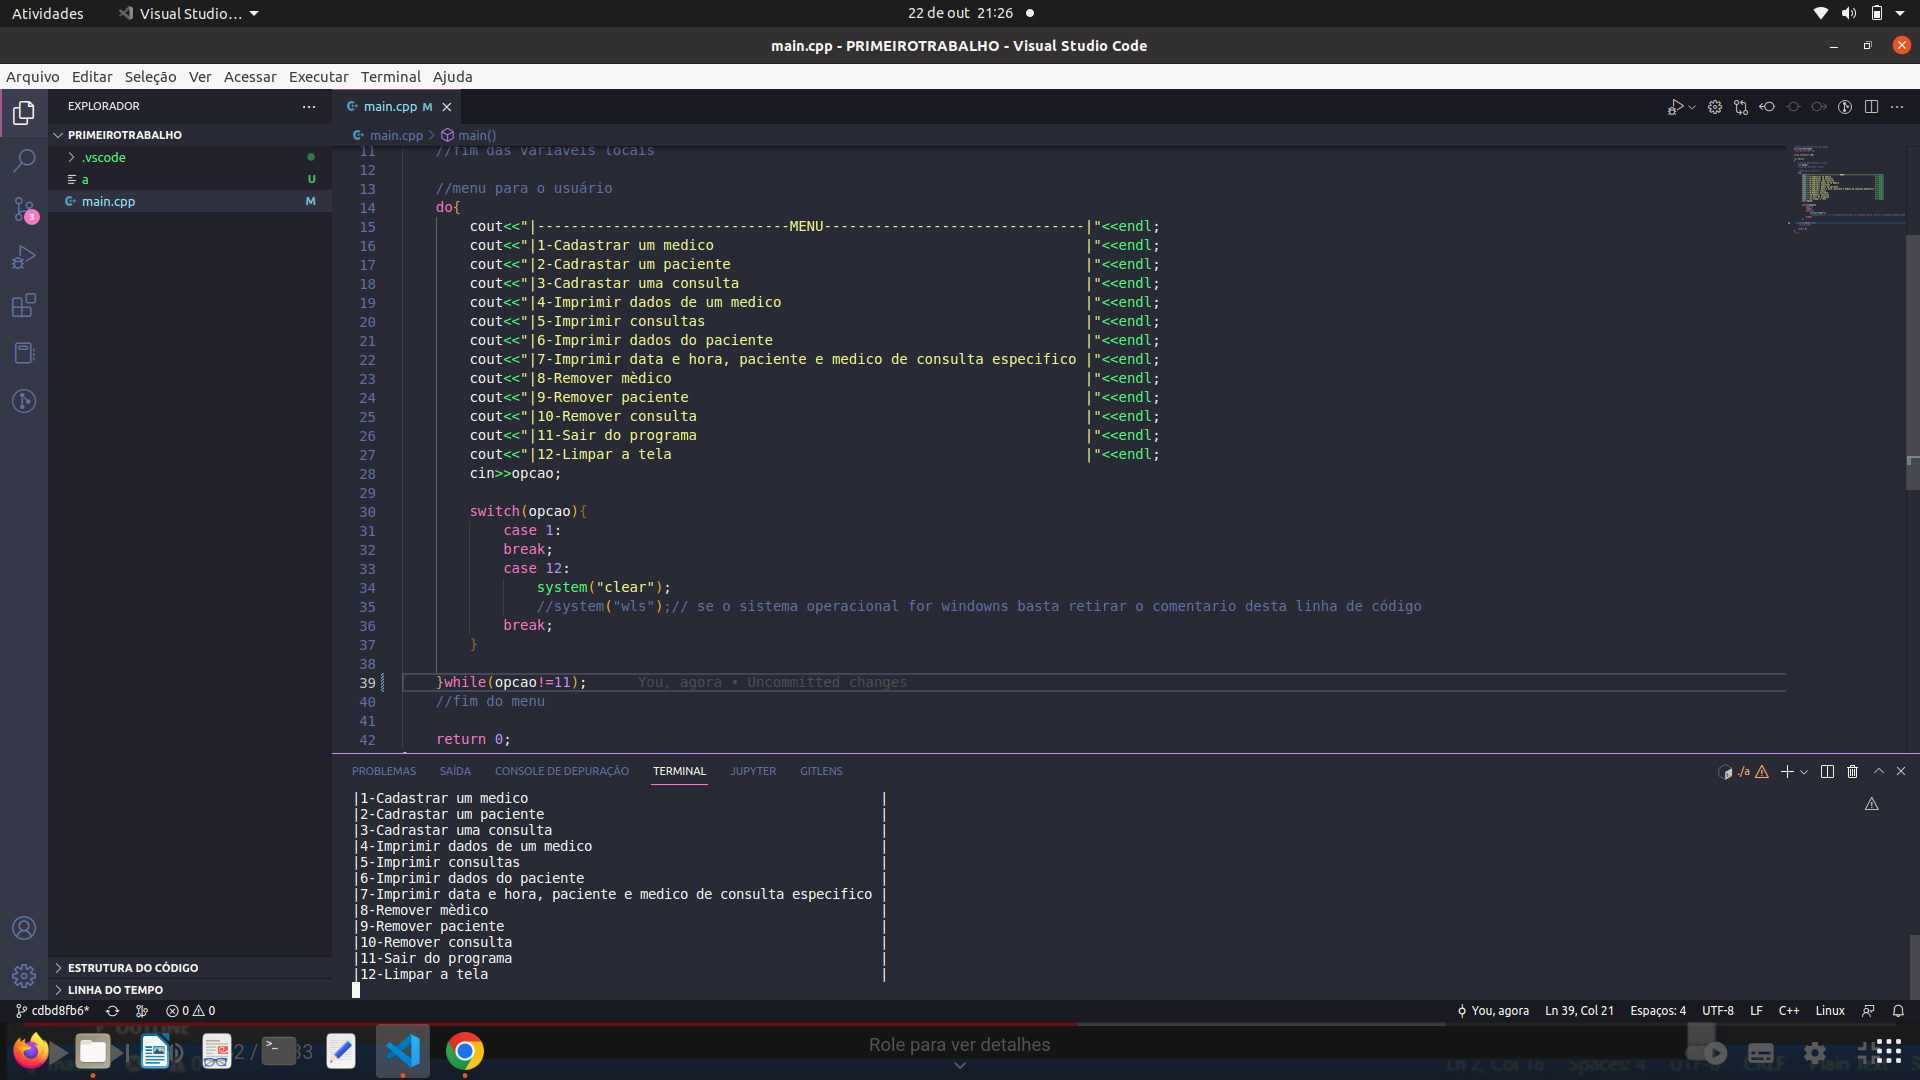 Atividades
Visual Studio…
22 de out 21:26
main.cpp - PRIMEIROTRABALHO - Visual Studio Code
Arquivo Editar Seleção Ver Acessar Executar Terminal Ajuda
EXPLORADOR
main.cpp M
PRIMEIROTRABALHO
main.cpp > main()
.vscode
a U
main.cpp M
11 //fim das variaveis locais
12
13 //menu para o usuário
14 do{
15 cout<<"|------------------------------MENU-------------------------------|"<<endl;
16 cout<<"|1-Cadastrar um medico |"<<endl;
17 cout<<"|2-Cadrastar um paciente |"<<endl;
18 cout<<"|3-Cadrastar uma consulta |"<<endl;
19 cout<<"|4-Imprimir dados de um medico |"<<endl;
20 cout<<"|5-Imprimir consultas |"<<endl;
21 cout<<"|6-Imprimir dados do paciente |"<<endl;
22 cout<<"|7-Imprimir data e hora, paciente e medico de consulta especifico |"<<endl;
23 cout<<"|8-Remover mèdico |"<<endl;
24 cout<<"|9-Remover paciente |"<<endl;
25 cout<<"|10-Remover consulta |"<<endl;
26 cout<<"|11-Sair do programa |"<<endl;
27 cout<<"|12-Limpar a tela |"<<endl;
28 cin>>opcao;
29
30 switch(opcao){
31 case 1:
32 break;
33 case 12:
34 system("clear");
35 //system("wls");// se o sistema operacional for windowns basta retirar o comentario desta linha de código
36 break;
37 }
38
39 }while(opcao!=11); You, agora • Uncommitted changes
40 //fim do menu
41
42 return 0;
3
PROBLEMAS SAÍDA CONSOLE DE DEPURAÇÃO TERMINAL JUPYTER GITLENS
./a
|1-Cadastrar um medico |
|2-Cadrastar um paciente |
|3-Cadrastar uma consulta |
|4-Imprimir dados de um medico |
|5-Imprimir consultas |
|6-Imprimir dados do paciente |
|7-Imprimir data e hora, paciente e medico de consulta especifico |
|8-Remover mèdico |
|9-Remover paciente |
|10-Remover consulta |
|11-Sair do programa |
|12-Limpar a tela |
ESTRUTURA DO CÓDIGO
LINHA DO TEMPO
cdbd8fb6* 0 0 You, agora Ln 39, Col 21 Espaços: 4 UTF-8 LF C++ Linux
OUTLINE
Role para ver detalhes
Ln 2, Col 18 Spaces: 4 UTF-8 CRLF Plain Text